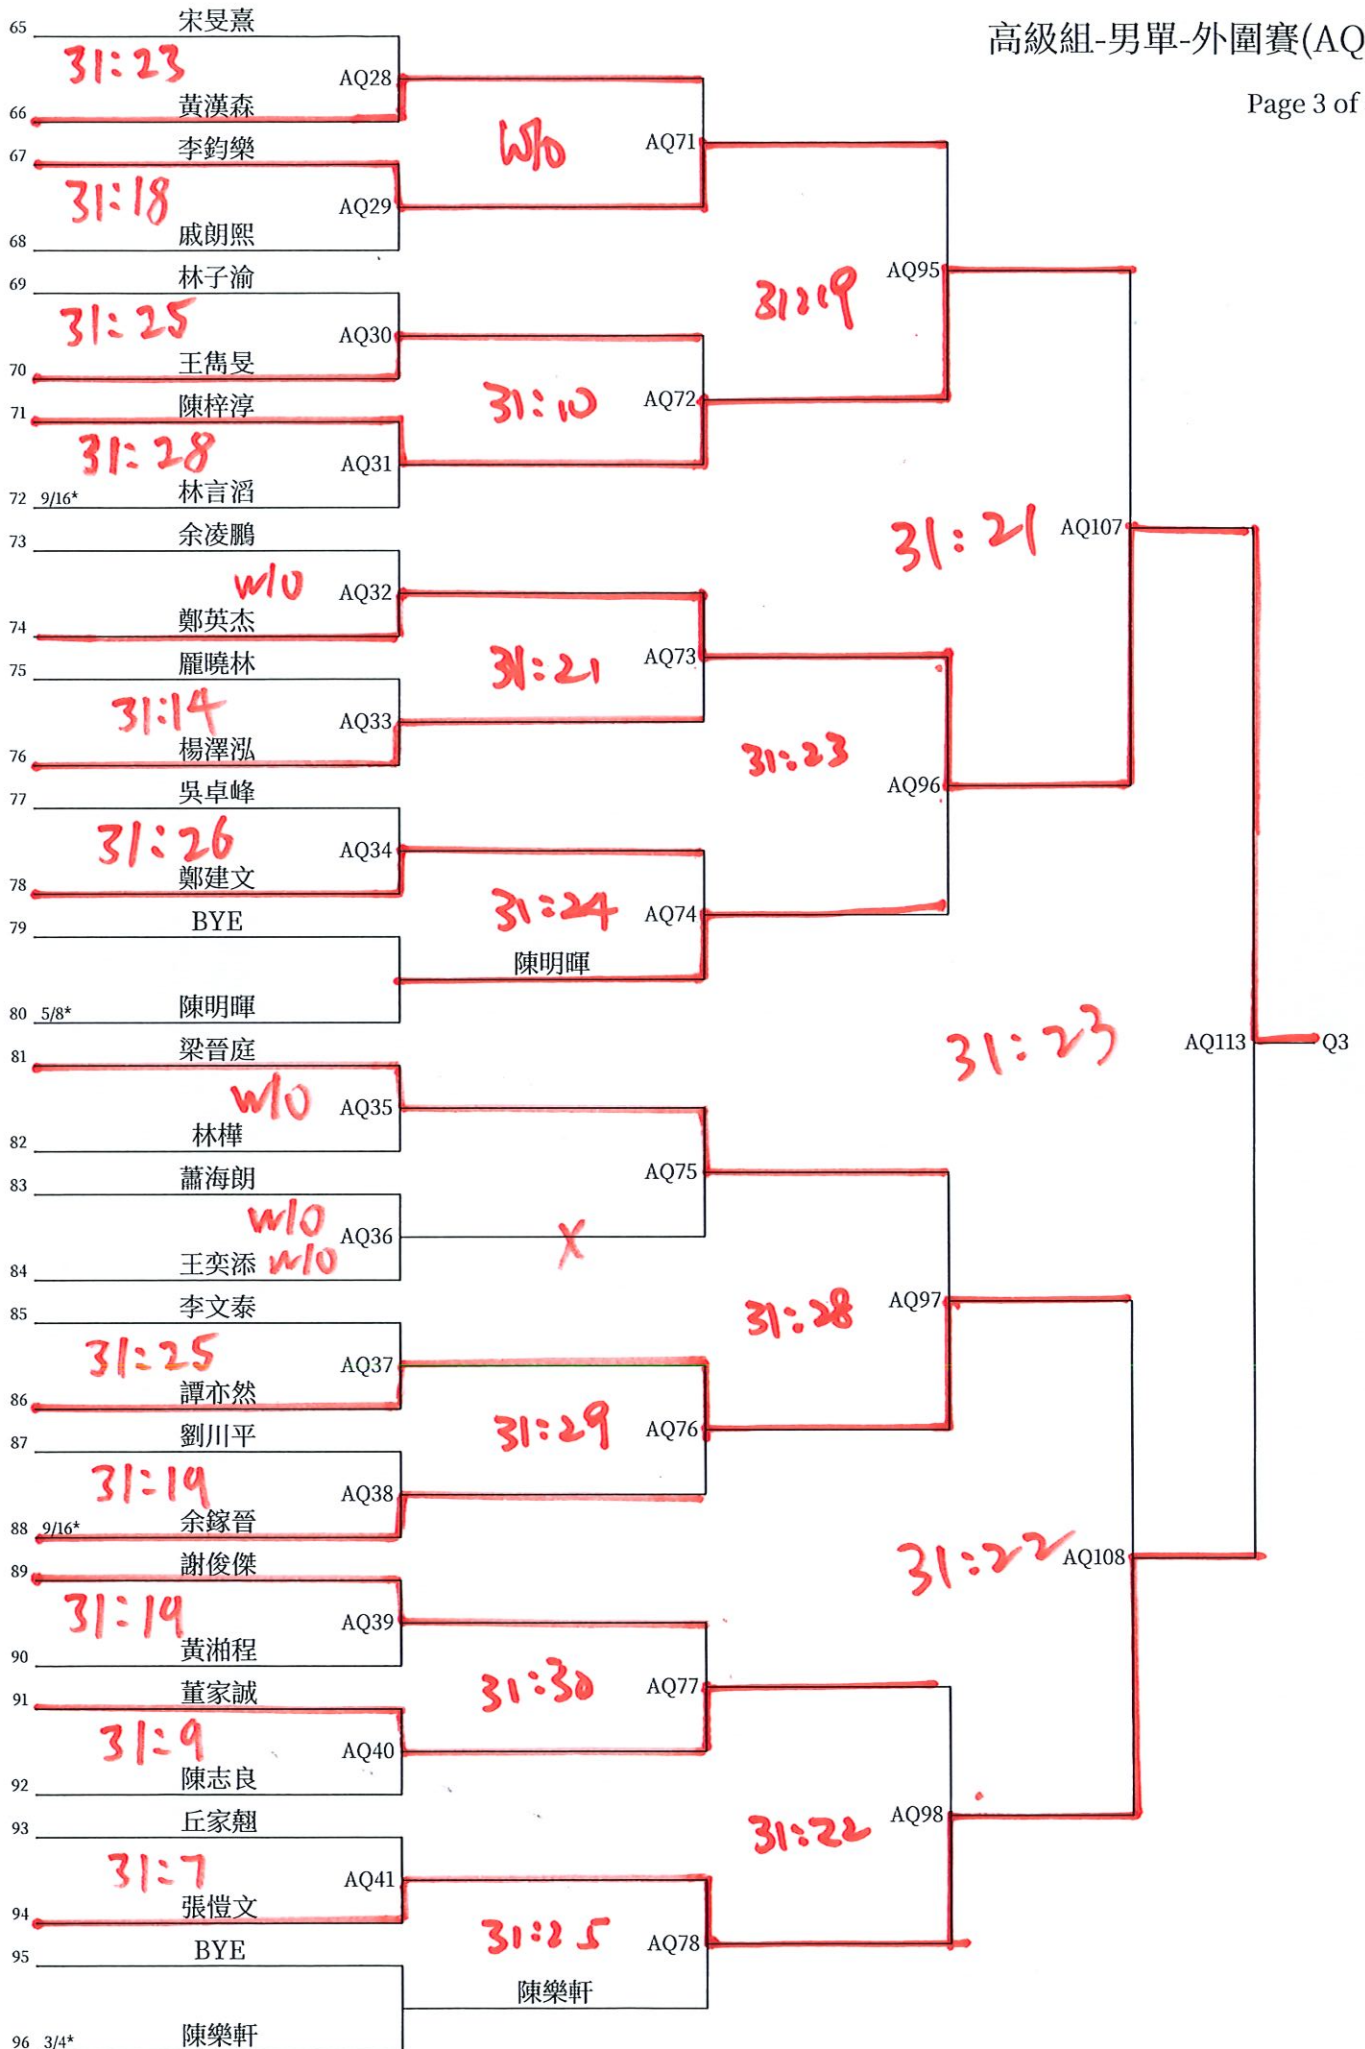 高級組-男單-外圍賽(AQ
Page 3 of
65 宋旻熹
31:23 AQ28
66 黃漢森
W/o AQ71
67 李鈞樂
31:18 AQ29
68 戚朗熙
31:19 AQ95
69 林子渝
31:25 AQ30
70 王雋旻
31:10 AQ72
71 陳梓淳
31:28 AQ31
72 9/16* 林言滔
31:21 AQ107
73 余凌鵬
w/o AQ32
74 鄭英杰
31:21 AQ73
75 龎曉林
31:14 AQ33
76 楊澤泓
31:23 AQ96
77 吳卓峰
31:26 AQ34
78 鄭建文
31:24 AQ74
79 BYE
陳明暉
80 5/8* 陳明暉
31:23 AQ113 Q3
81 梁晉庭
w/o AQ35
82 林樺
AQ75
83 蕭海朗
w/o AQ36 X
84 王奕添 w/o
31:28 AQ97
85 李文泰
31:25 AQ37
86 譚亦然
31:29 AQ76
87 劉川平
31:19 AQ38
88 9/16* 余鎵晉
31:22 AQ108
89 謝俊傑
31:19 AQ39
90 黃湘程
31:30 AQ77
91 董家誠
31:9 AQ40
92 陳志良
31:22 AQ98
93 丘家翹
31:7 AQ41
94 張愷文
31:25 AQ78
95 BYE
陳樂軒
96 3/4* 陳樂軒